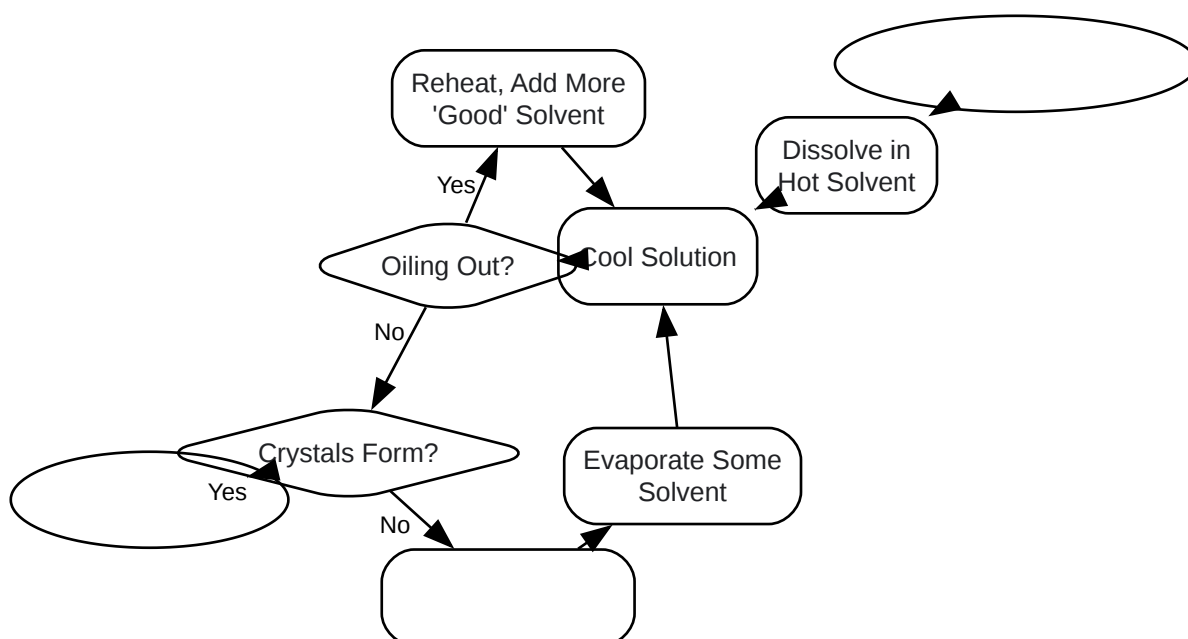 Reheat, Add More
'Good' Solvent
Dissolve in
Hot Solvent
Yes
Oiling Out?
Cool Solution
No
Crystals Form?
Evaporate Some
Solvent
Yes
No